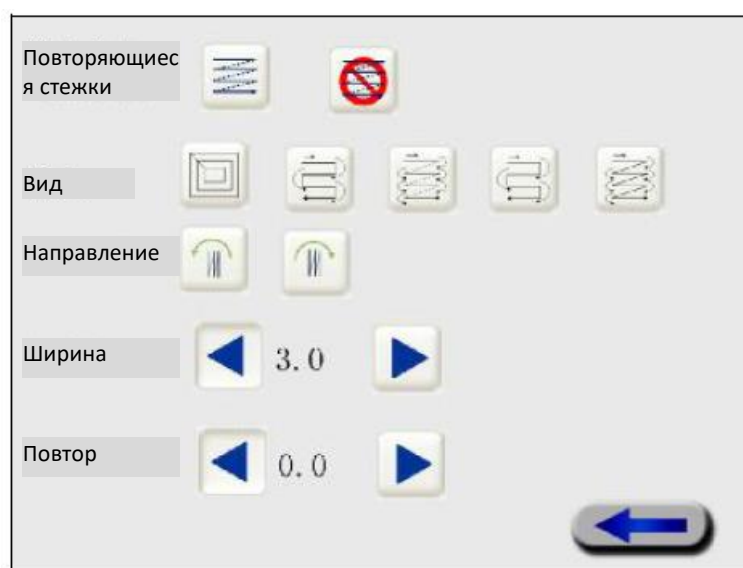 Повторяющиес
я стежки
Вид
Направление
Ширина
3.0
Повтор
0.0